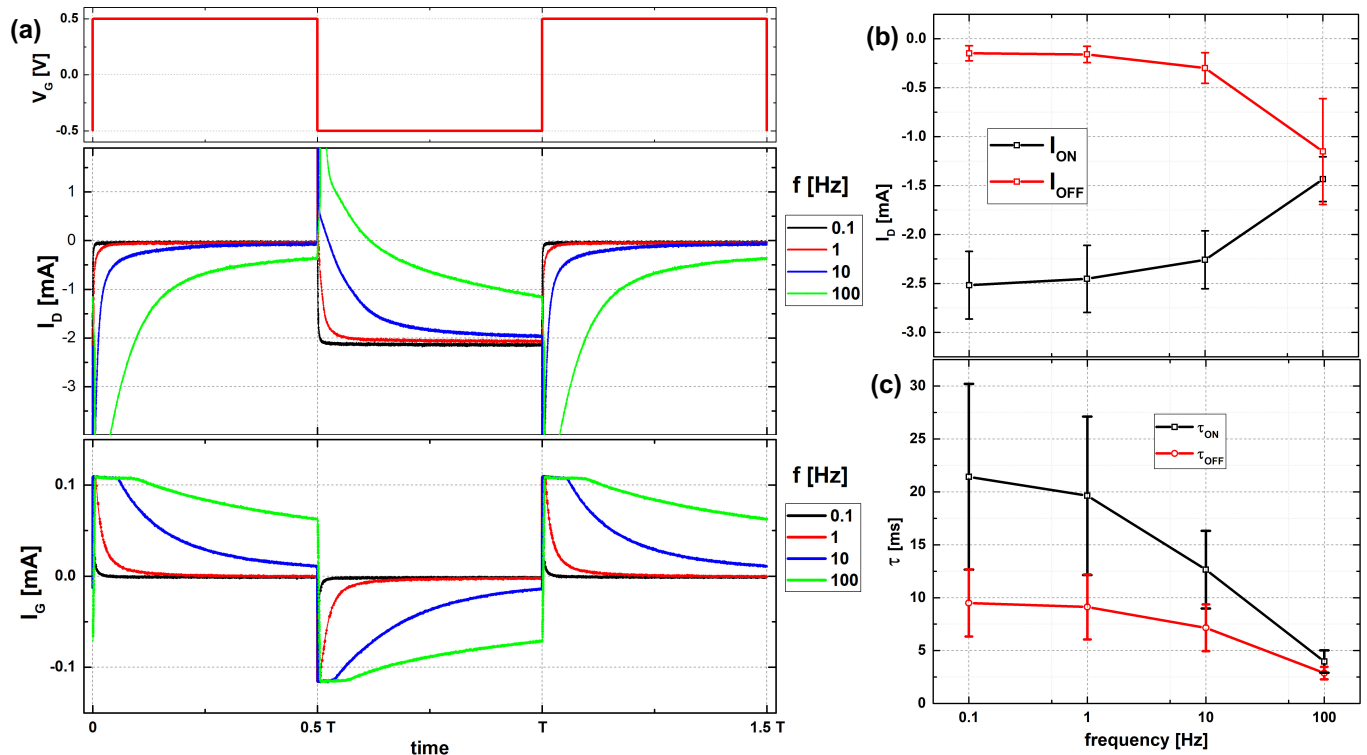 (a)
V_G [V]
0.5
0.0
-0.5
I_D [mA]
1
0
-1
-2
-3
f [Hz]
0.1
1
10
100
I_G [mA]
0.1
0.0
-0.1
f [Hz]
0.1
1
10
100
0 0.5 T T 1.5 T
time
(b)
I_D [mA]
0.0
-0.5
-1.0
-1.5
-2.0
-2.5
-3.0
I_ON
I_OFF
(c)
τ [ms]
30
25
20
15
10
5
0
τ_ON
τ_OFF
0.1 1 10 100
frequency [Hz]